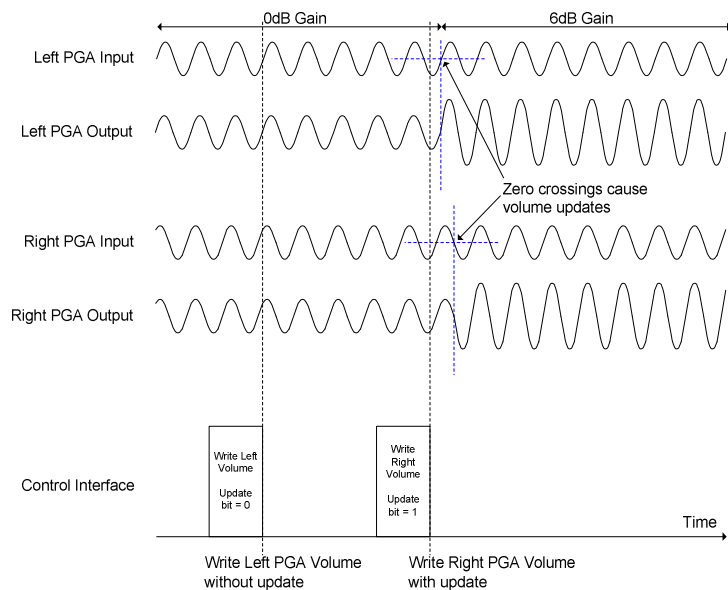 0dB Gain
6dB Gain
Left PGA Input
Left PGA Output
Zero crossings cause
volume updates
Right PGA Input
Right PGA Output
Control Interface
Write Left
Volume
Update
bit = 0
Write
Right
Volume
Update
bit = 1
Time
Write Left PGA Volume
without update
Write Right PGA Volume
with update